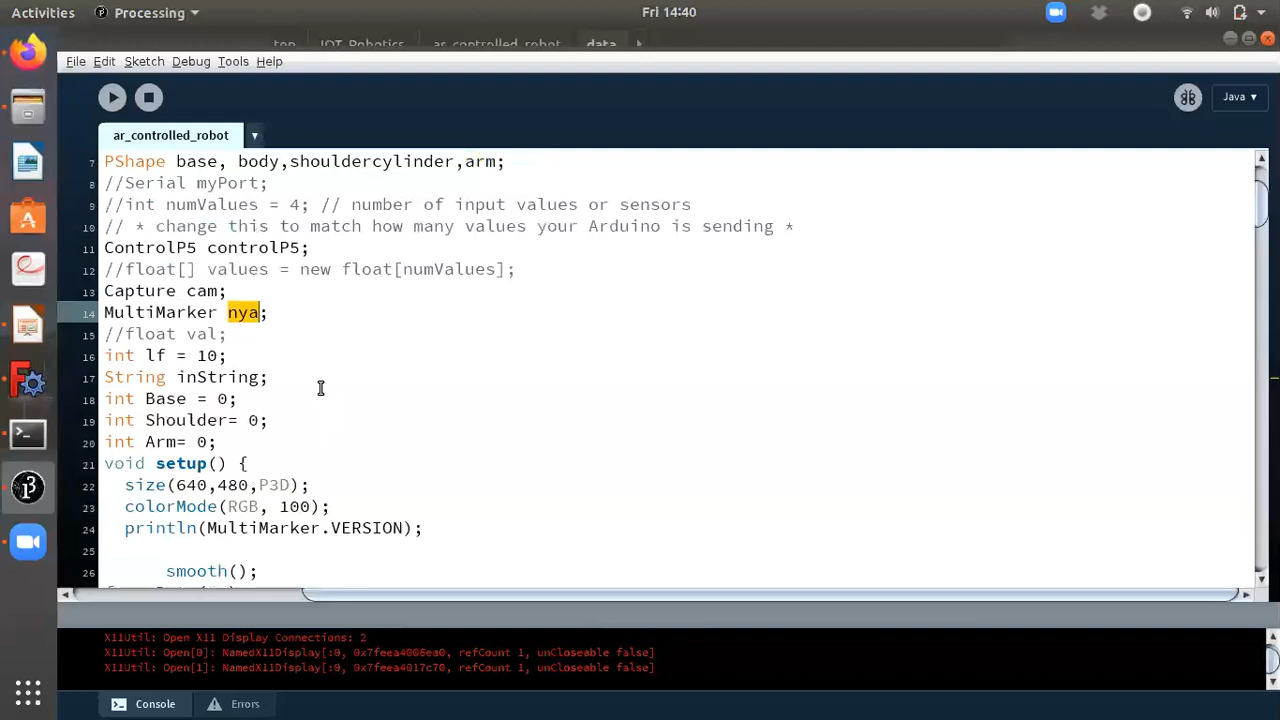 Activities
Processing
Fri 14:40
top IOT_Robotics ar_controlled_robot data
File Edit Sketch Debug Tools Help
Java
ar_controlled_robot
7 PShape base, body,shouldercylinder,arm;
8 //Serial myPort;
9 //int numValues = 4; // number of input values or sensors
10 // * change this to match how many values your Arduino is sending *
11 ControlP5 controlP5;
12 //float[] values = new float[numValues];
13 Capture cam;
14 MultiMarker nya;
15 //float val;
16 int lf = 10;
17 String inString;
18 int Base = 0;
19 int Shoulder= 0;
20 int Arm= 0;
21 void setup() {
22 size(640,480,P3D);
23 colorMode(RGB, 100);
24 println(MultiMarker.VERSION);
25
26 smooth();
X11Util: Open X11 Display Connections: 2
X11Util: Open[0]: NamedX11Display[:0, 0x7feea4006ea0, refCount 1, unCloseable false]
X11Util: Open[1]: NamedX11Display[:0, 0x7feea4017c70, refCount 1, unCloseable false]
Console
Errors